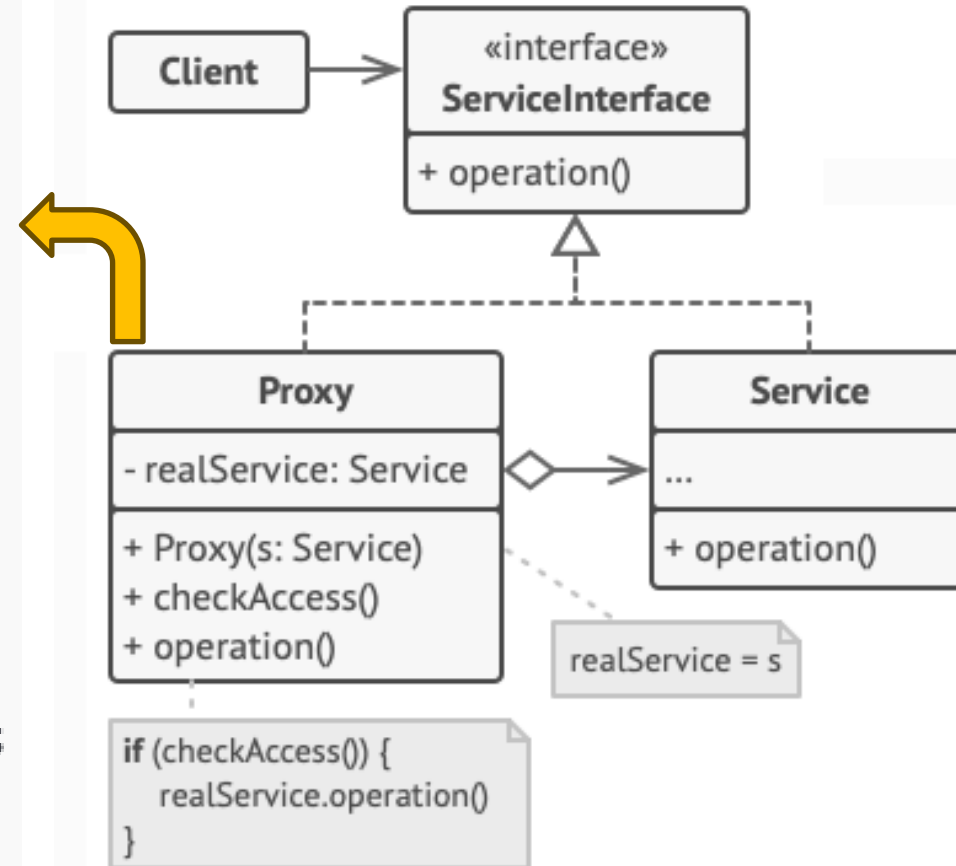 Client
«interface»
ServiceInterface
+ operation()
Proxy
- realService: Service
+ Proxy(s: Service)
+ checkAccess()
+ operation()
Service
...
+ operation()
realService = s
if (checkAccess()) {
realService.operation()
}